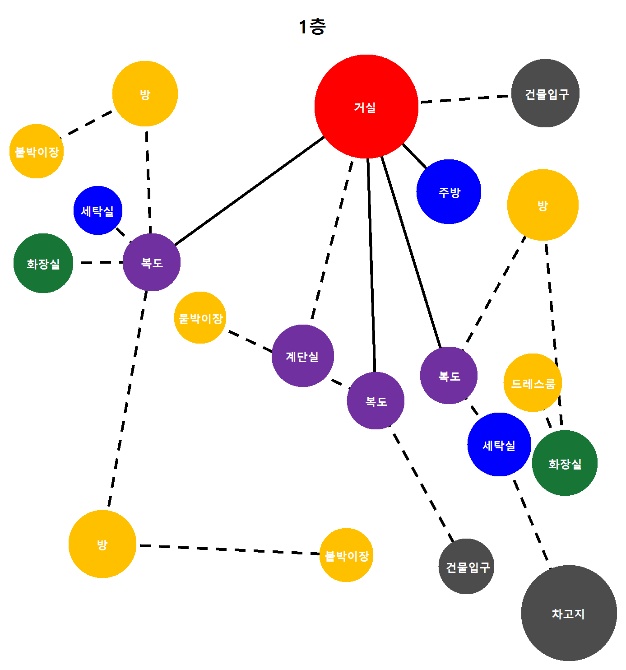 1층
방
거실
건물입구
붙박이장
주방
세탁실
방
화장실
복도
붙박이장
계단실
복도
드레스룸
복도
세탁실
화장실
방
붙박이장
건물입구
차고지